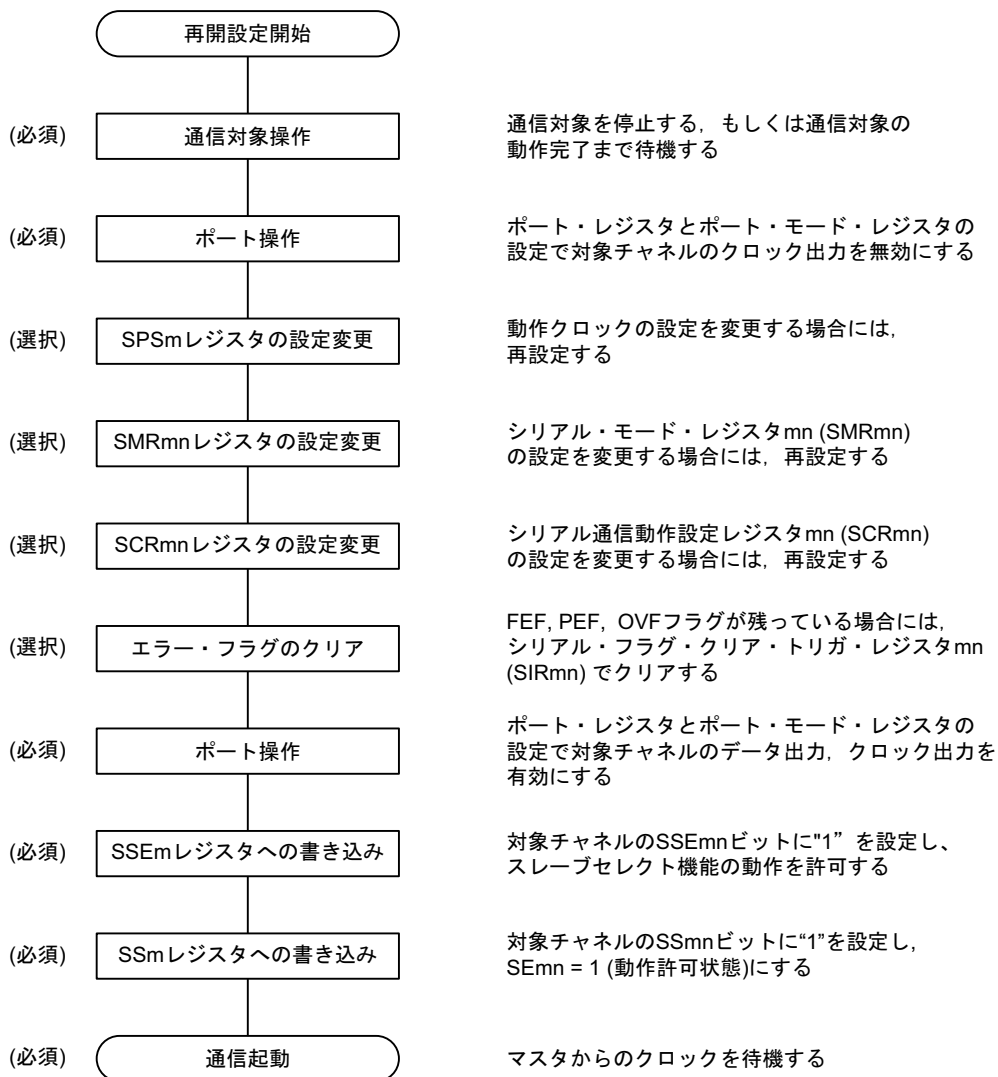 再開設定開始
(必須)
通信対象操作
通信対象を停止する，もしくは通信対象の
動作完了まで待機する
(必須)
ポート操作
ポート・レジスタとポート・モード・レジスタの
設定で対象チャネルのクロック出力を無効にする
(選択)
SPSmレジスタの設定変更
動作クロックの設定を変更する場合には，
再設定する
(選択)
SMRmnレジスタの設定変更
シリアル・モード・レジスタmn (SMRmn)
の設定を変更する場合には，再設定する
(選択)
SCRmnレジスタの設定変更
シリアル通信動作設定レジスタmn (SCRmn)
の設定を変更する場合には，再設定する
(選択)
エラー・フラグのクリア
FEF, PEF, OVFフラグが残っている場合には，
シリアル・フラグ・クリア・トリガ・レジスタmn
(SIRmn) でクリアする
(必須)
ポート操作
ポート・レジスタとポート・モード・レジスタの
設定で対象チャネルのデータ出力，クロック出力を
有効にする
(必須)
SSEmレジスタへの書き込み
対象チャネルのSSEmnビットに"1”を設定し、
スレーブセレクト機能の動作を許可する
(必須)
SSmレジスタへの書き込み
対象チャネルのSSmnビットに“1”を設定し，
SEmn = 1 (動作許可状態)にする
(必須)
通信起動
マスタからのクロックを待機する